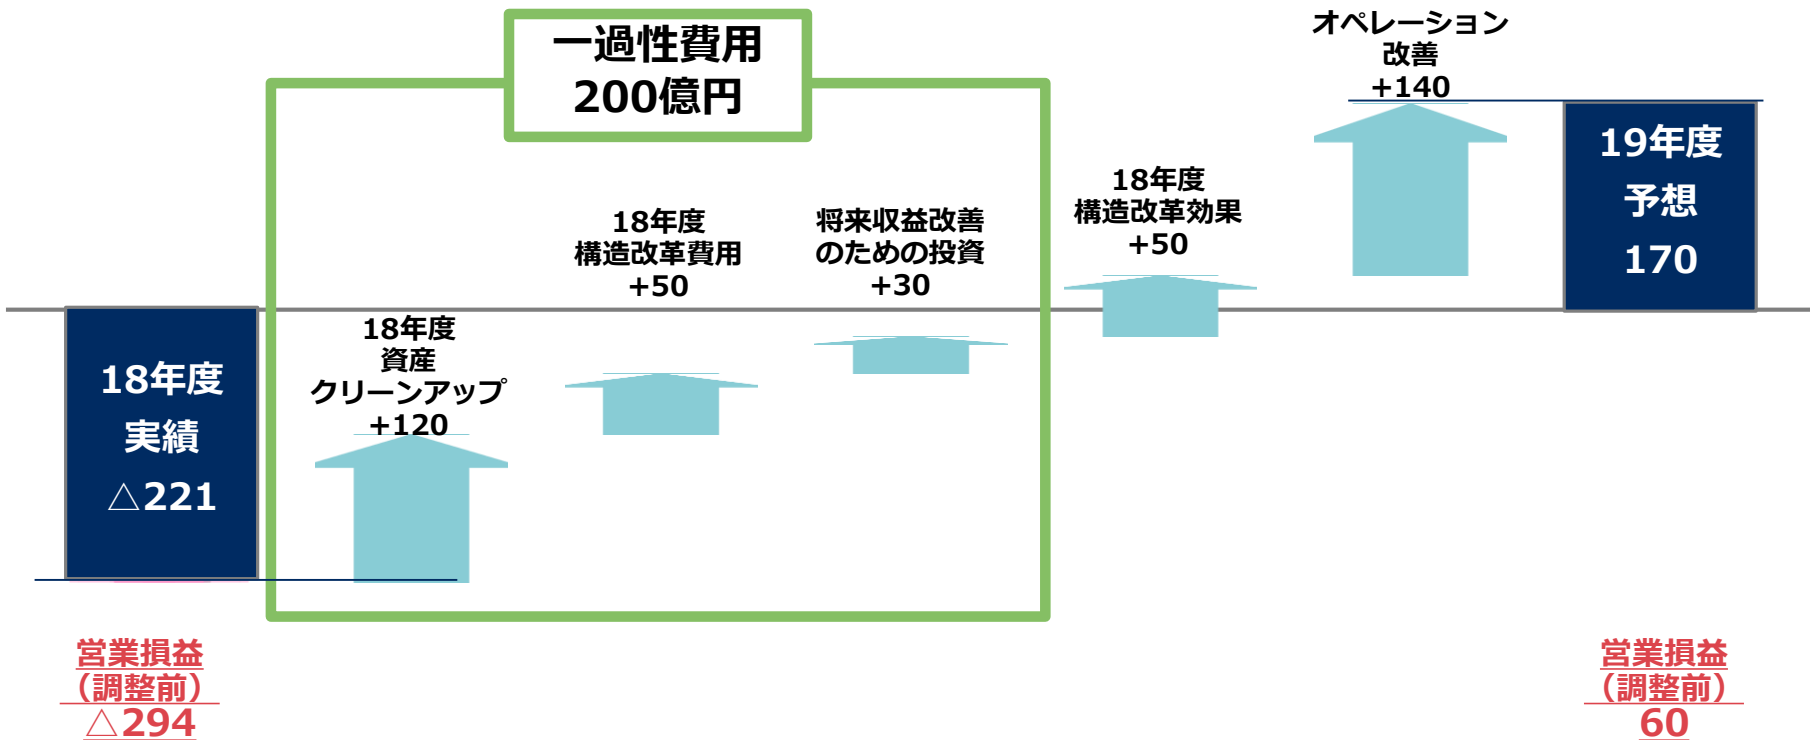 一過性費用
200億円
18年度
実績
△221
18年度
資産
クリーンアップ
+120
18年度
構造改革費用
+50
将来収益改善
のための投資
+30
18年度
構造改革効果
+50
オペレーション
改善
+140
19年度
予想
170
営業損益
（調整前）
△294
営業損益
（調整前）
60